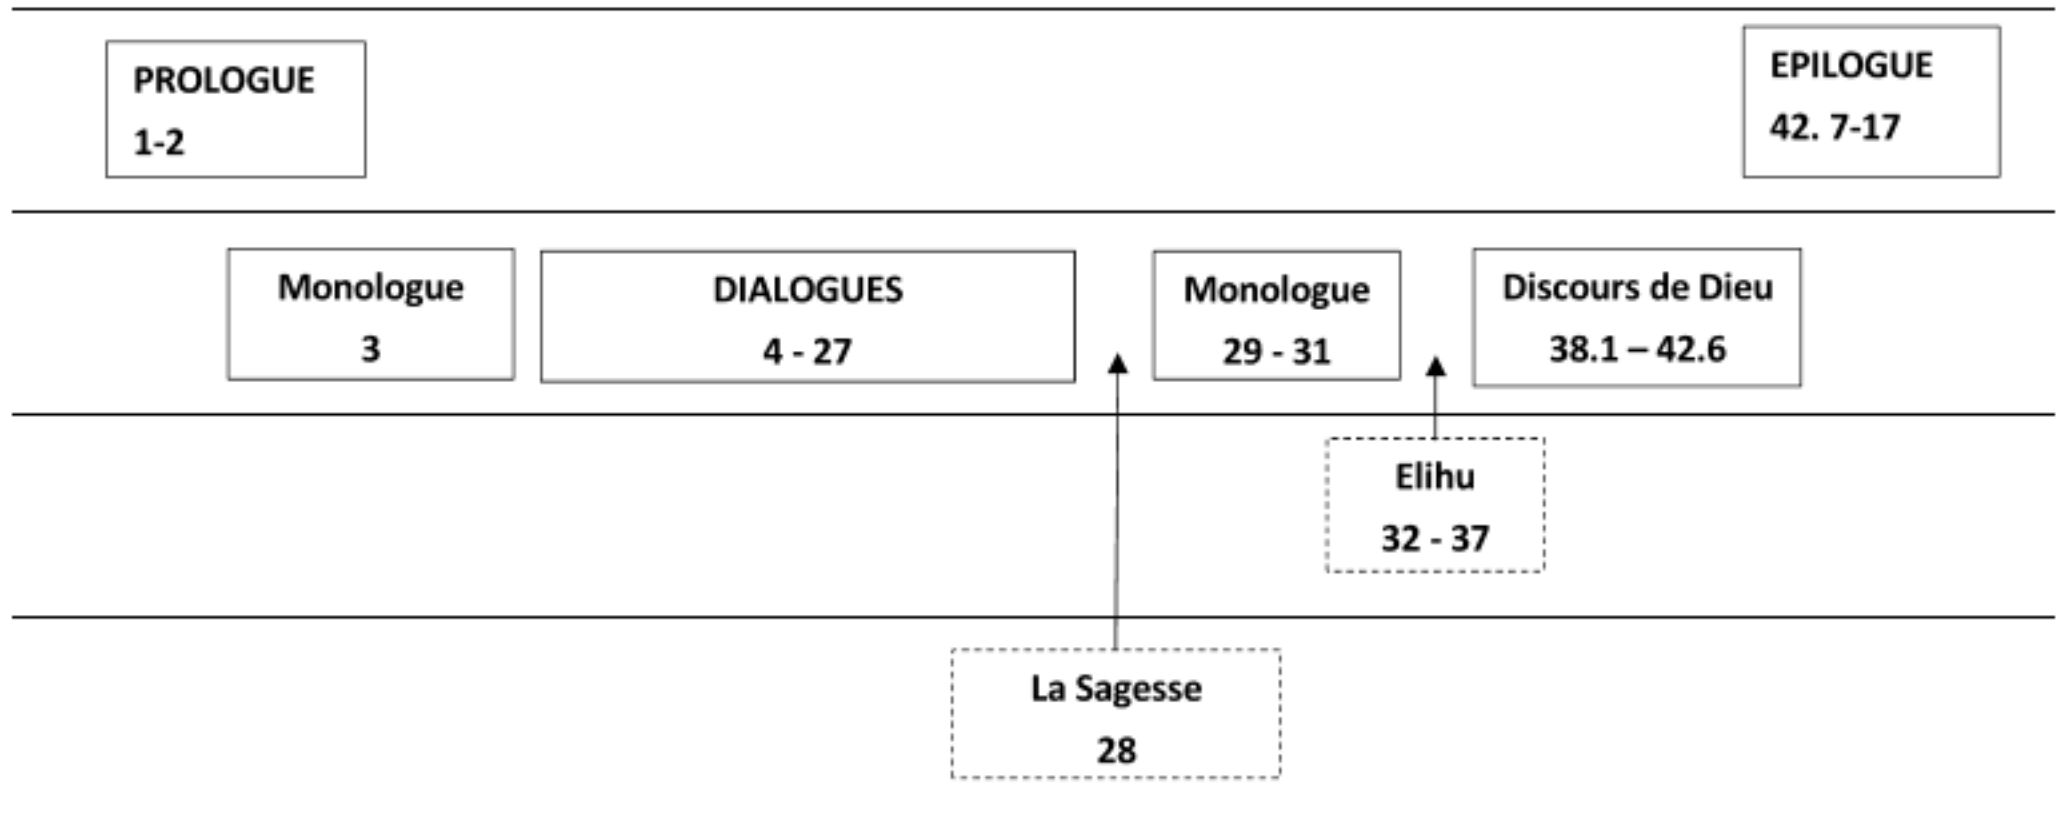 PROLOGUE
1-2
EPILOGUE
42. 7-17
Monologue
3
DIALOGUES
4 - 27
Monologue
29 - 31
Discours de Dieu
38.1 – 42.6
Elihu
32 - 37
La Sagesse
28